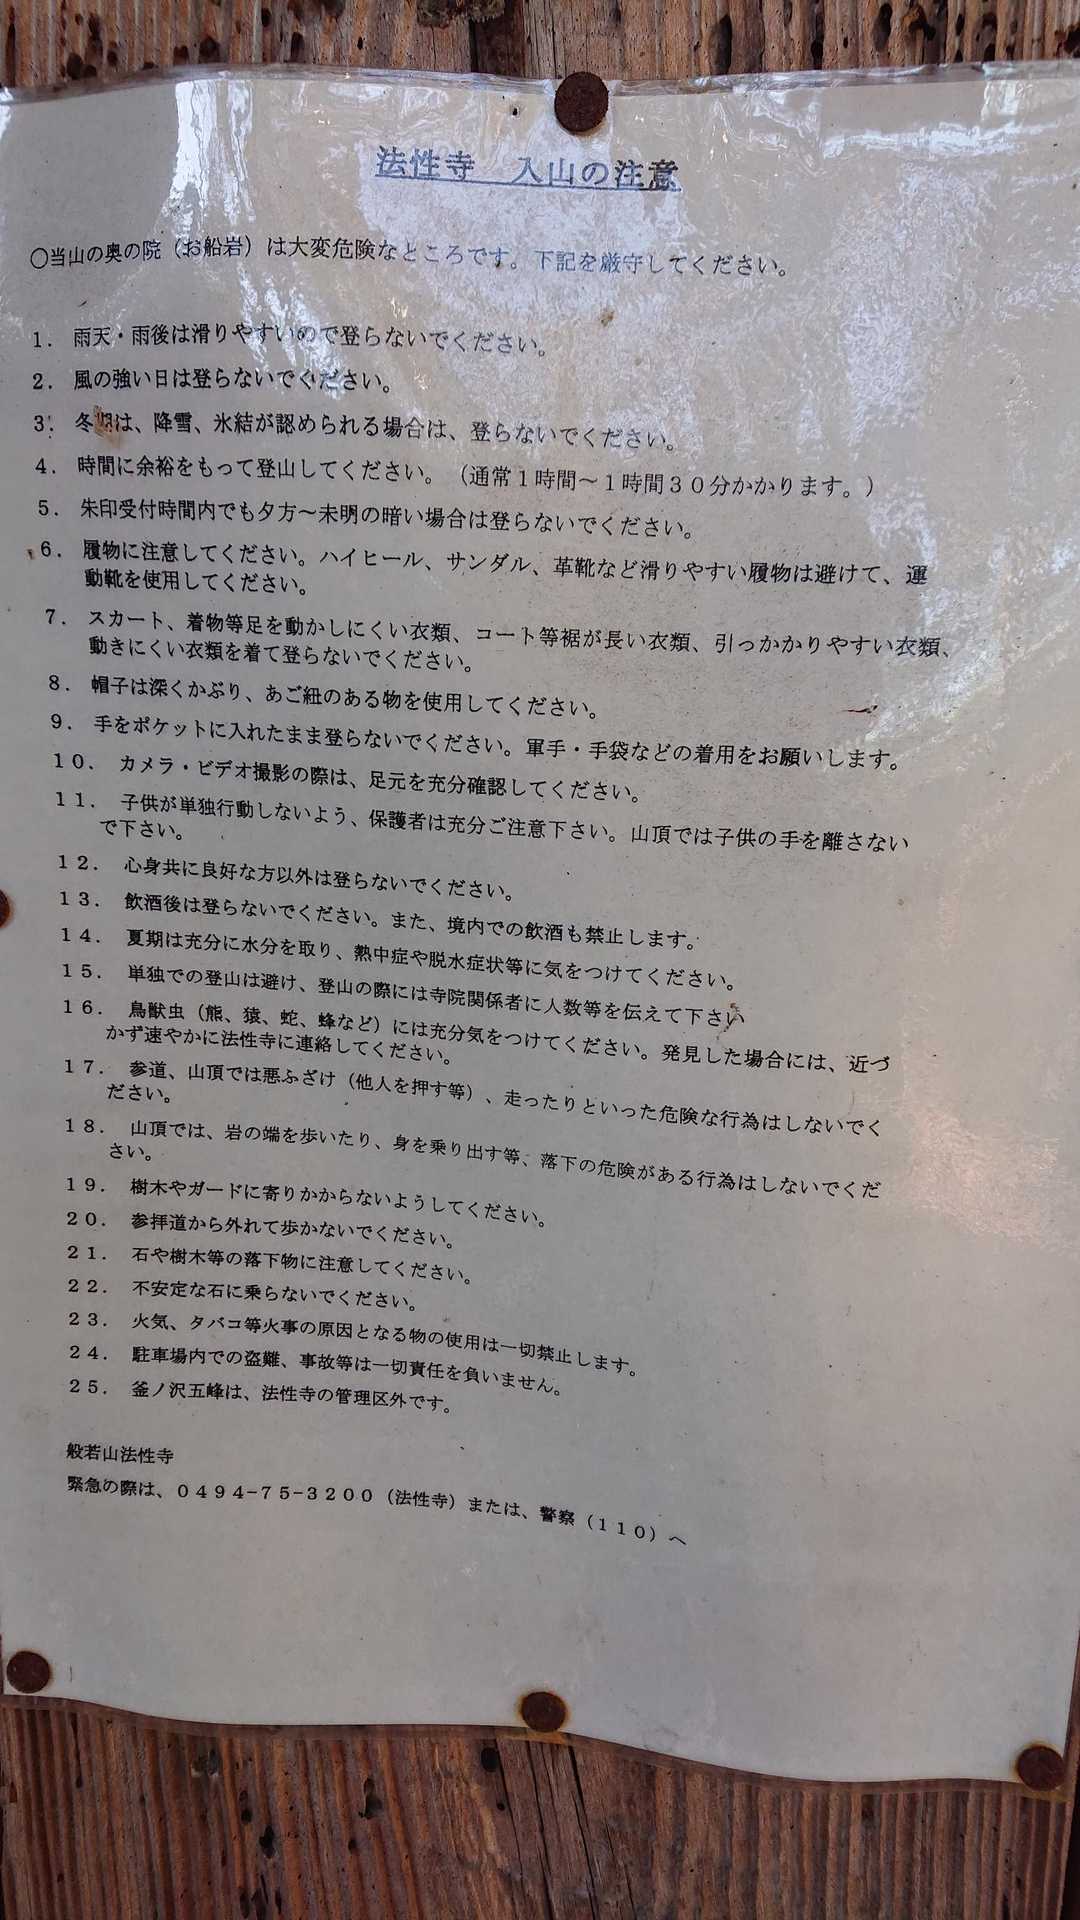 法性寺　入山の注意
○当山の奥の院（お船岩）は大変危険なところです。下記を厳守してください。
1．雨天・雨後は滑りやすいので登らないでください。
2．風の強い日は登らないでください。
3．冬期は、降雪、氷結が認められる場合は、登らないでください。
4．時間に余裕をもって登山してください。（通常１時間～１時間３０分かかります。）
5．朱印受付時間内でも夕方～未明の暗い場合は登らないでください。
6．履物に注意してください。ハイヒール、サンダル、革靴など滑りやすい履物は避けて、運
動靴を使用してください。
7．スカート、着物等足を動かしにくい衣類、コート等裾が長い衣類、引っかかりやすい衣類、
動きにくい衣類を着て登らないでください。
8．帽子は深くかぶり、あご紐のある物を使用してください。
9．手をポケットに入れたまま登らないでください。軍手・手袋などの着用をお願いします。
１０．カメラ・ビデオ撮影の際は、足元を充分確認してください。
１１．子供が単独行動しないよう、保護者は充分ご注意下さい。山頂では子供の手を離さない
で下さい。
１２．心身共に良好な方以外は登らないでください。
１３．飲酒後は登らないでください。また、境内での飲酒も禁止します。
１４．夏期は充分に水分を取り、熱中症や脱水症状等に気をつけてください。
１５．単独での登山は避け、登山の際には寺院関係者に人数等を伝えて下さい
１６．鳥獣虫（熊、猿、蛇、蜂など）には充分気をつけてください。発見した場合には、近づ
かず速やかに法性寺に連絡してください。
１７．参道、山頂では悪ふざけ（他人を押す等）、走ったりといった危険な行為はしないでく
ださい。
１８．山頂では、岩の端を歩いたり、身を乗り出す等、落下の危険がある行為はしないでくだ
さい。
１９．樹木やガードに寄りかからないようしてください。
２０．参拝道から外れて歩かないでください。
２１．石や樹木等の落下物に注意してください。
２２．不安定な石に乗らないでください。
２３．火気、タバコ等火事の原因となる物の使用は一切禁止します。
２４．駐車場内での盗難、事故等は一切責任を負いません。
２５．釜ノ沢五峰は、法性寺の管理区外です。
般若山法性寺
緊急の際は、０４９４−７５−３２００（法性寺）または、警察（１１０）へ